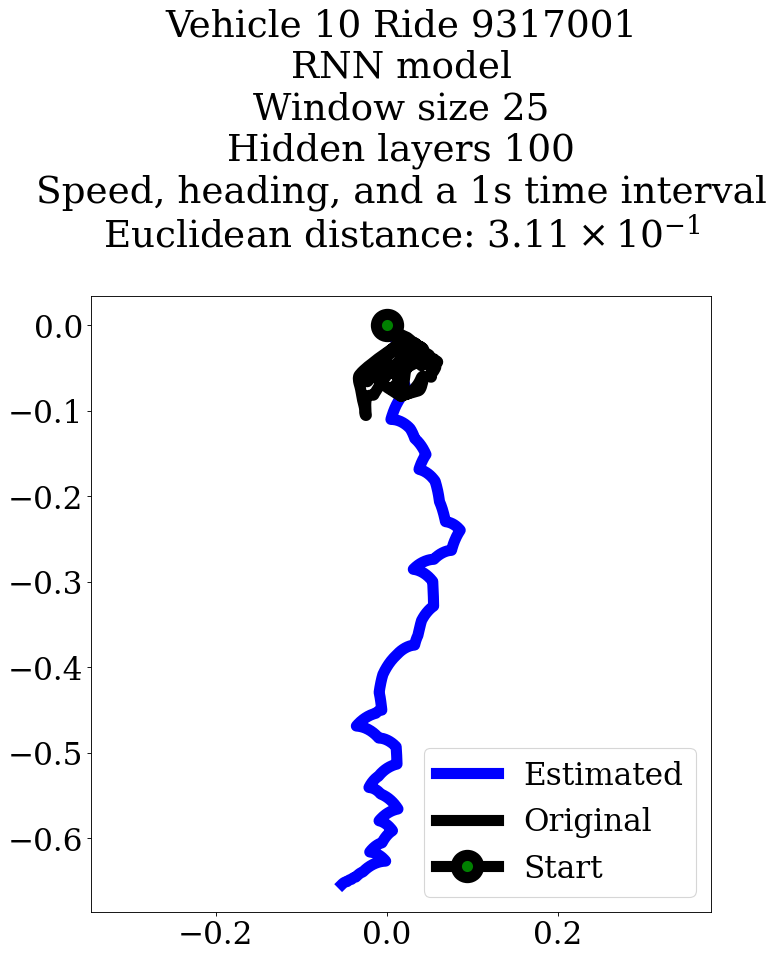 Vehicle 10 Ride 9317001
RNN model
Window size 25
Hidden layers 100
Speed, heading, and a 1s time interval
Euclidean distance: 3.11 × 10⁻¹
0.0
−0.1
−0.2
−0.3
−0.4
−0.5
−0.6
Estimated
Original
Start
−0.2
0.0
0.2